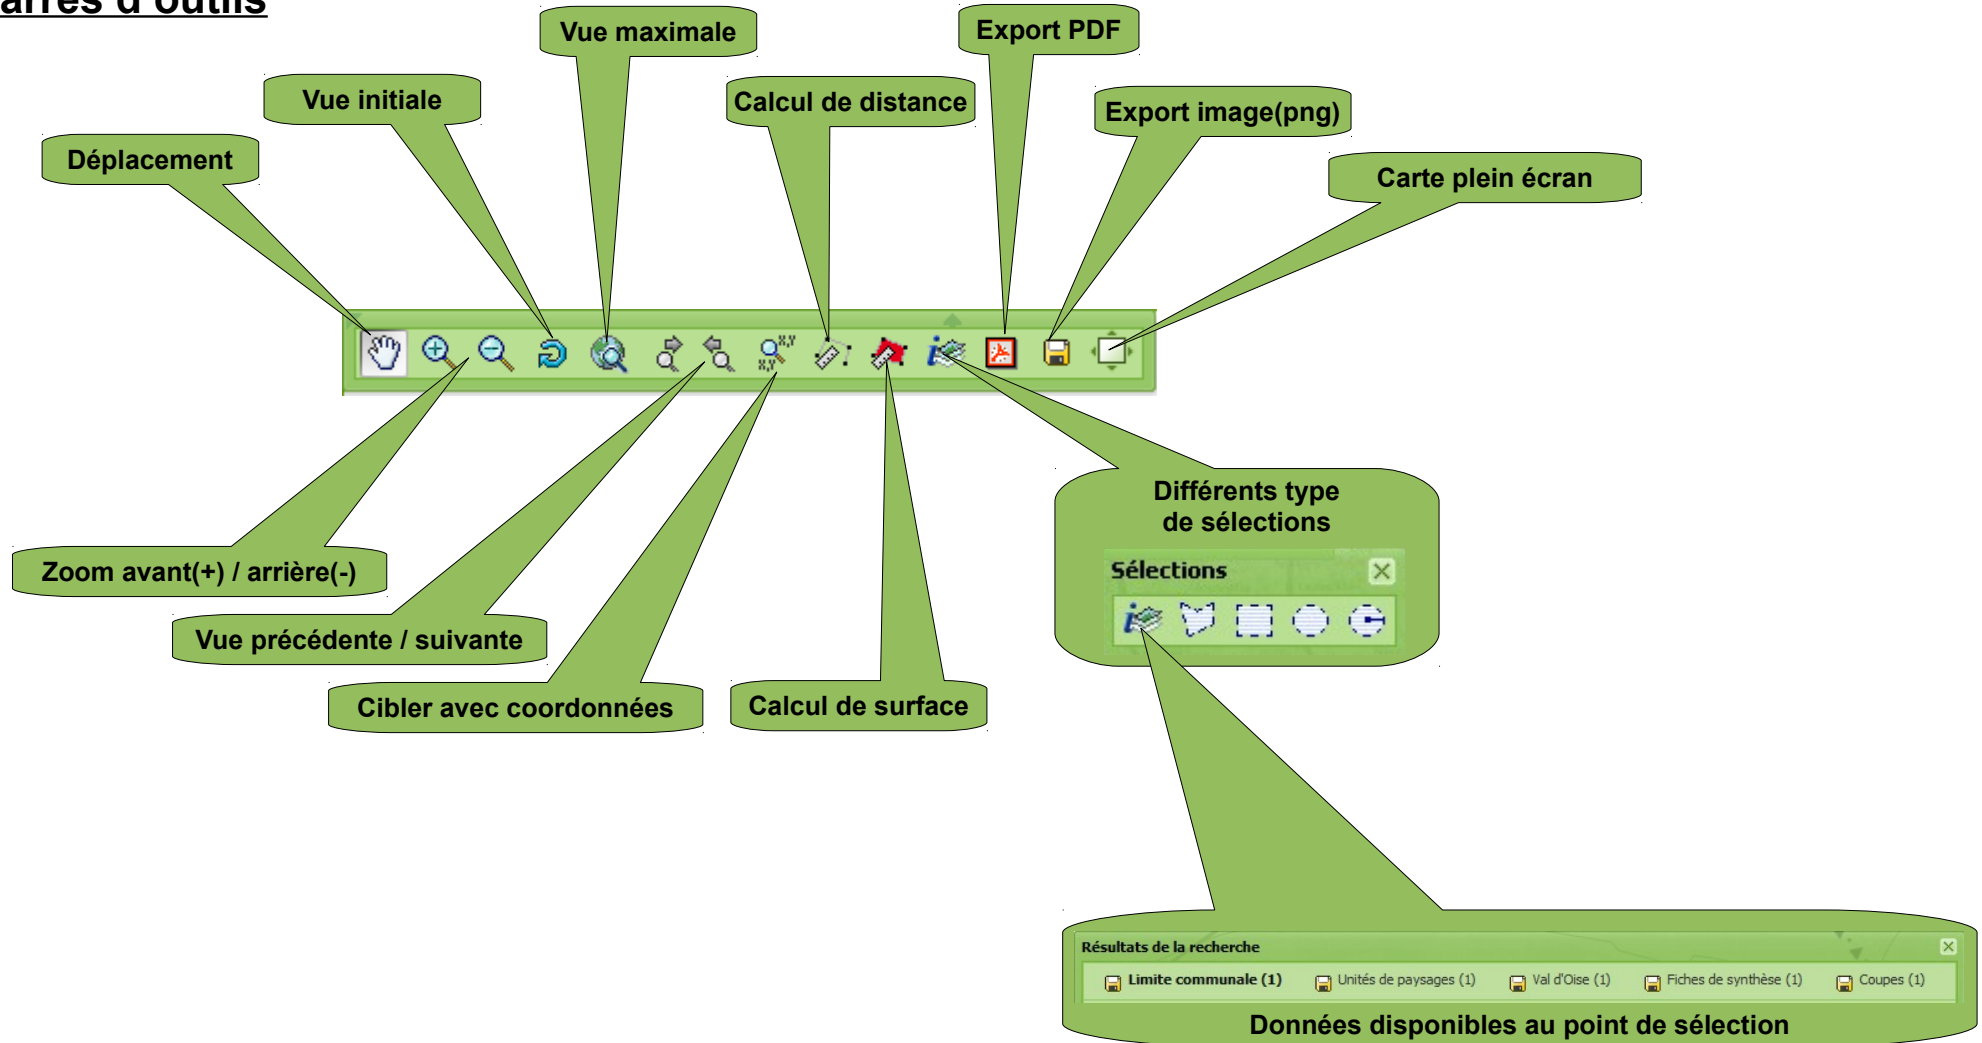 arres d'outils
Vue maximale
Export PDF
Vue initiale
Calcul de distance
Export image(png)
Déplacement
Carte plein écran
x,y
x,y
Zoom avant(+) / arrière(-)
Vue précédente / suivante
Cibler avec coordonnées
Calcul de surface
Différents type
de sélections
Sélections
Résultats de la recherche
Limite communale (1) Unités de paysages (1) Val d'Oise (1) Fiches de synthèse (1) Coupes (1)
Données disponibles au point de sélection